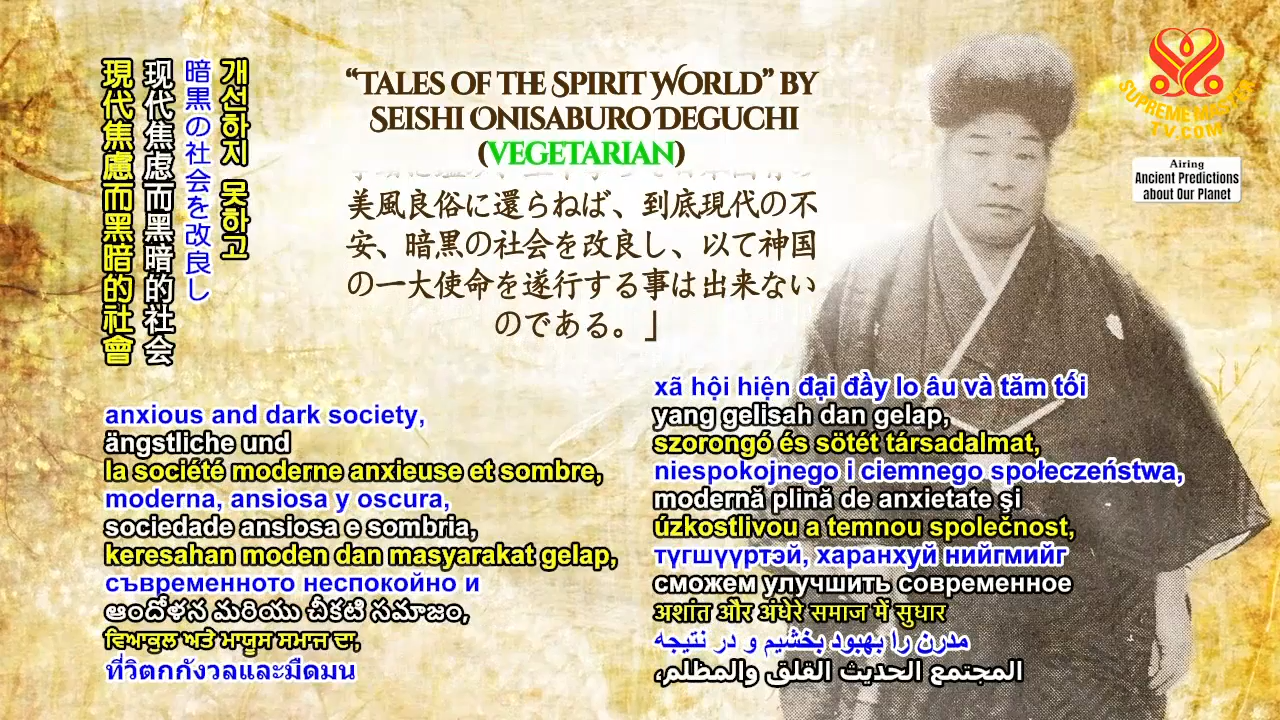 개선하지 못하고
暗黒の社会を改良し
现代焦虑而黑暗的社会
現代焦慮而黑暗的社會
“TALES OF THE SPIRIT WORLD” BY
SEISHI ONISABURO DEGUCHI
(VEGETARIAN)
美風良俗に還らねば、到底現代の不
安、暗黒の社会を改良し、以て神国
の一大使命を遂行する事は出来ない
のである。」
SUPREME MASTER
TV.COM
Airing
Ancient Predictions
about Our Planet
anxious and dark society,
ängstliche und
la société moderne anxieuse et sombre,
moderna, ansiosa y oscura,
sociedade ansiosa e sombria,
keresahan moden dan masyarakat gelap,
съвременното неспокойно и
ఆందోళన మరియు చీకటి సమాజం,
ਵਿਆਕੁਲ ਅਤੇ ਮਾਯੂਸ ਸਮਾਜ ਦਾ,
ที่วิตกกังวลและมืดมน
xã hội hiện đại đầy lo âu và tăm tối
yang gelisah dan gelap,
szorongó és sötét társadalmat,
niespokojnego i ciemnego społeczeństwa,
modernă plină de anxietate şi
úzkostlivou a temnou společnost,
түгшүүртэй, харанхуй нийгмийг
сможем улучшить современное
अशांत और अंधेरे समाज में सुधार
مدرن را بهبود بخشیم و در نتیجه
المجتمع الحديث القلق والمظلم،